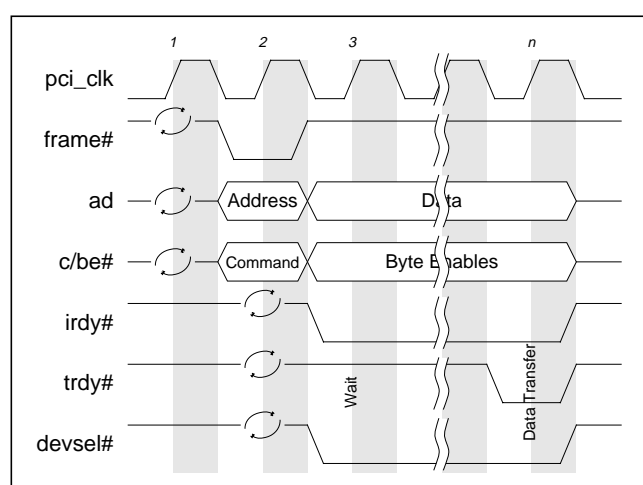 1 2 3 n
pci_clk
frame#
ad Address Data
c/be# Command Byte Enables
irdy#
trdy# Wait Data Transfer
devsel#